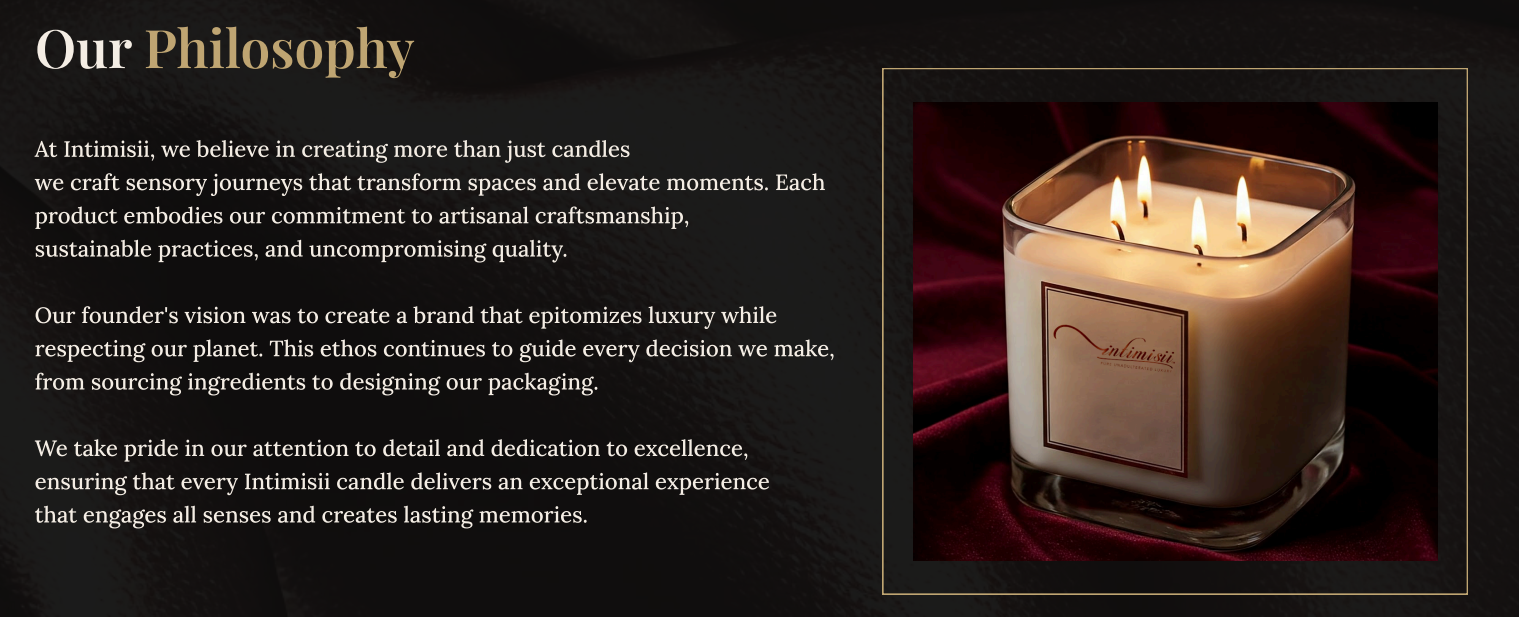 Our Philosophy
At Intimisii, we believe in creating more than just candles
we craft sensory journeys that transform spaces and elevate moments. Each
product embodies our commitment to artisanal craftsmanship,
sustainable practices, and uncompromising quality.
Our founder's vision was to create a brand that epitomizes luxury while
respecting our planet. This ethos continues to guide every decision we make,
from sourcing ingredients to designing our packaging.
We take pride in our attention to detail and dedication to excellence,
ensuring that every Intimisii candle delivers an exceptional experience
that engages all senses and creates lasting memories.
intimisii